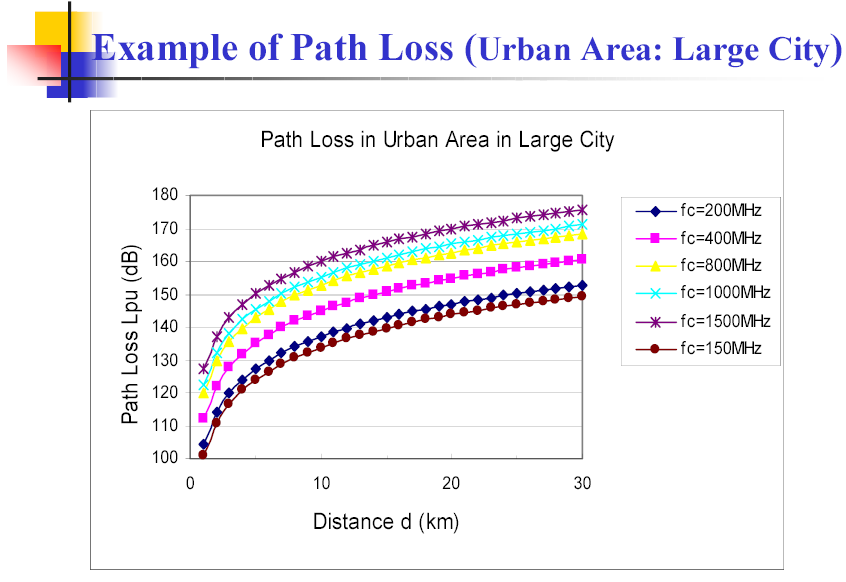 Example of Path Loss (Urban Area: Large City)
Path Loss in Urban Area in Large City
Path Loss Lpu (dB)
180
170
160
150
140
130
120
110
100
0
10
20
30
Distance d (km)
fc=200MHz
fc=400MHz
fc=800MHz
fc=1000MHz
fc=1500MHz
fc=150MHz